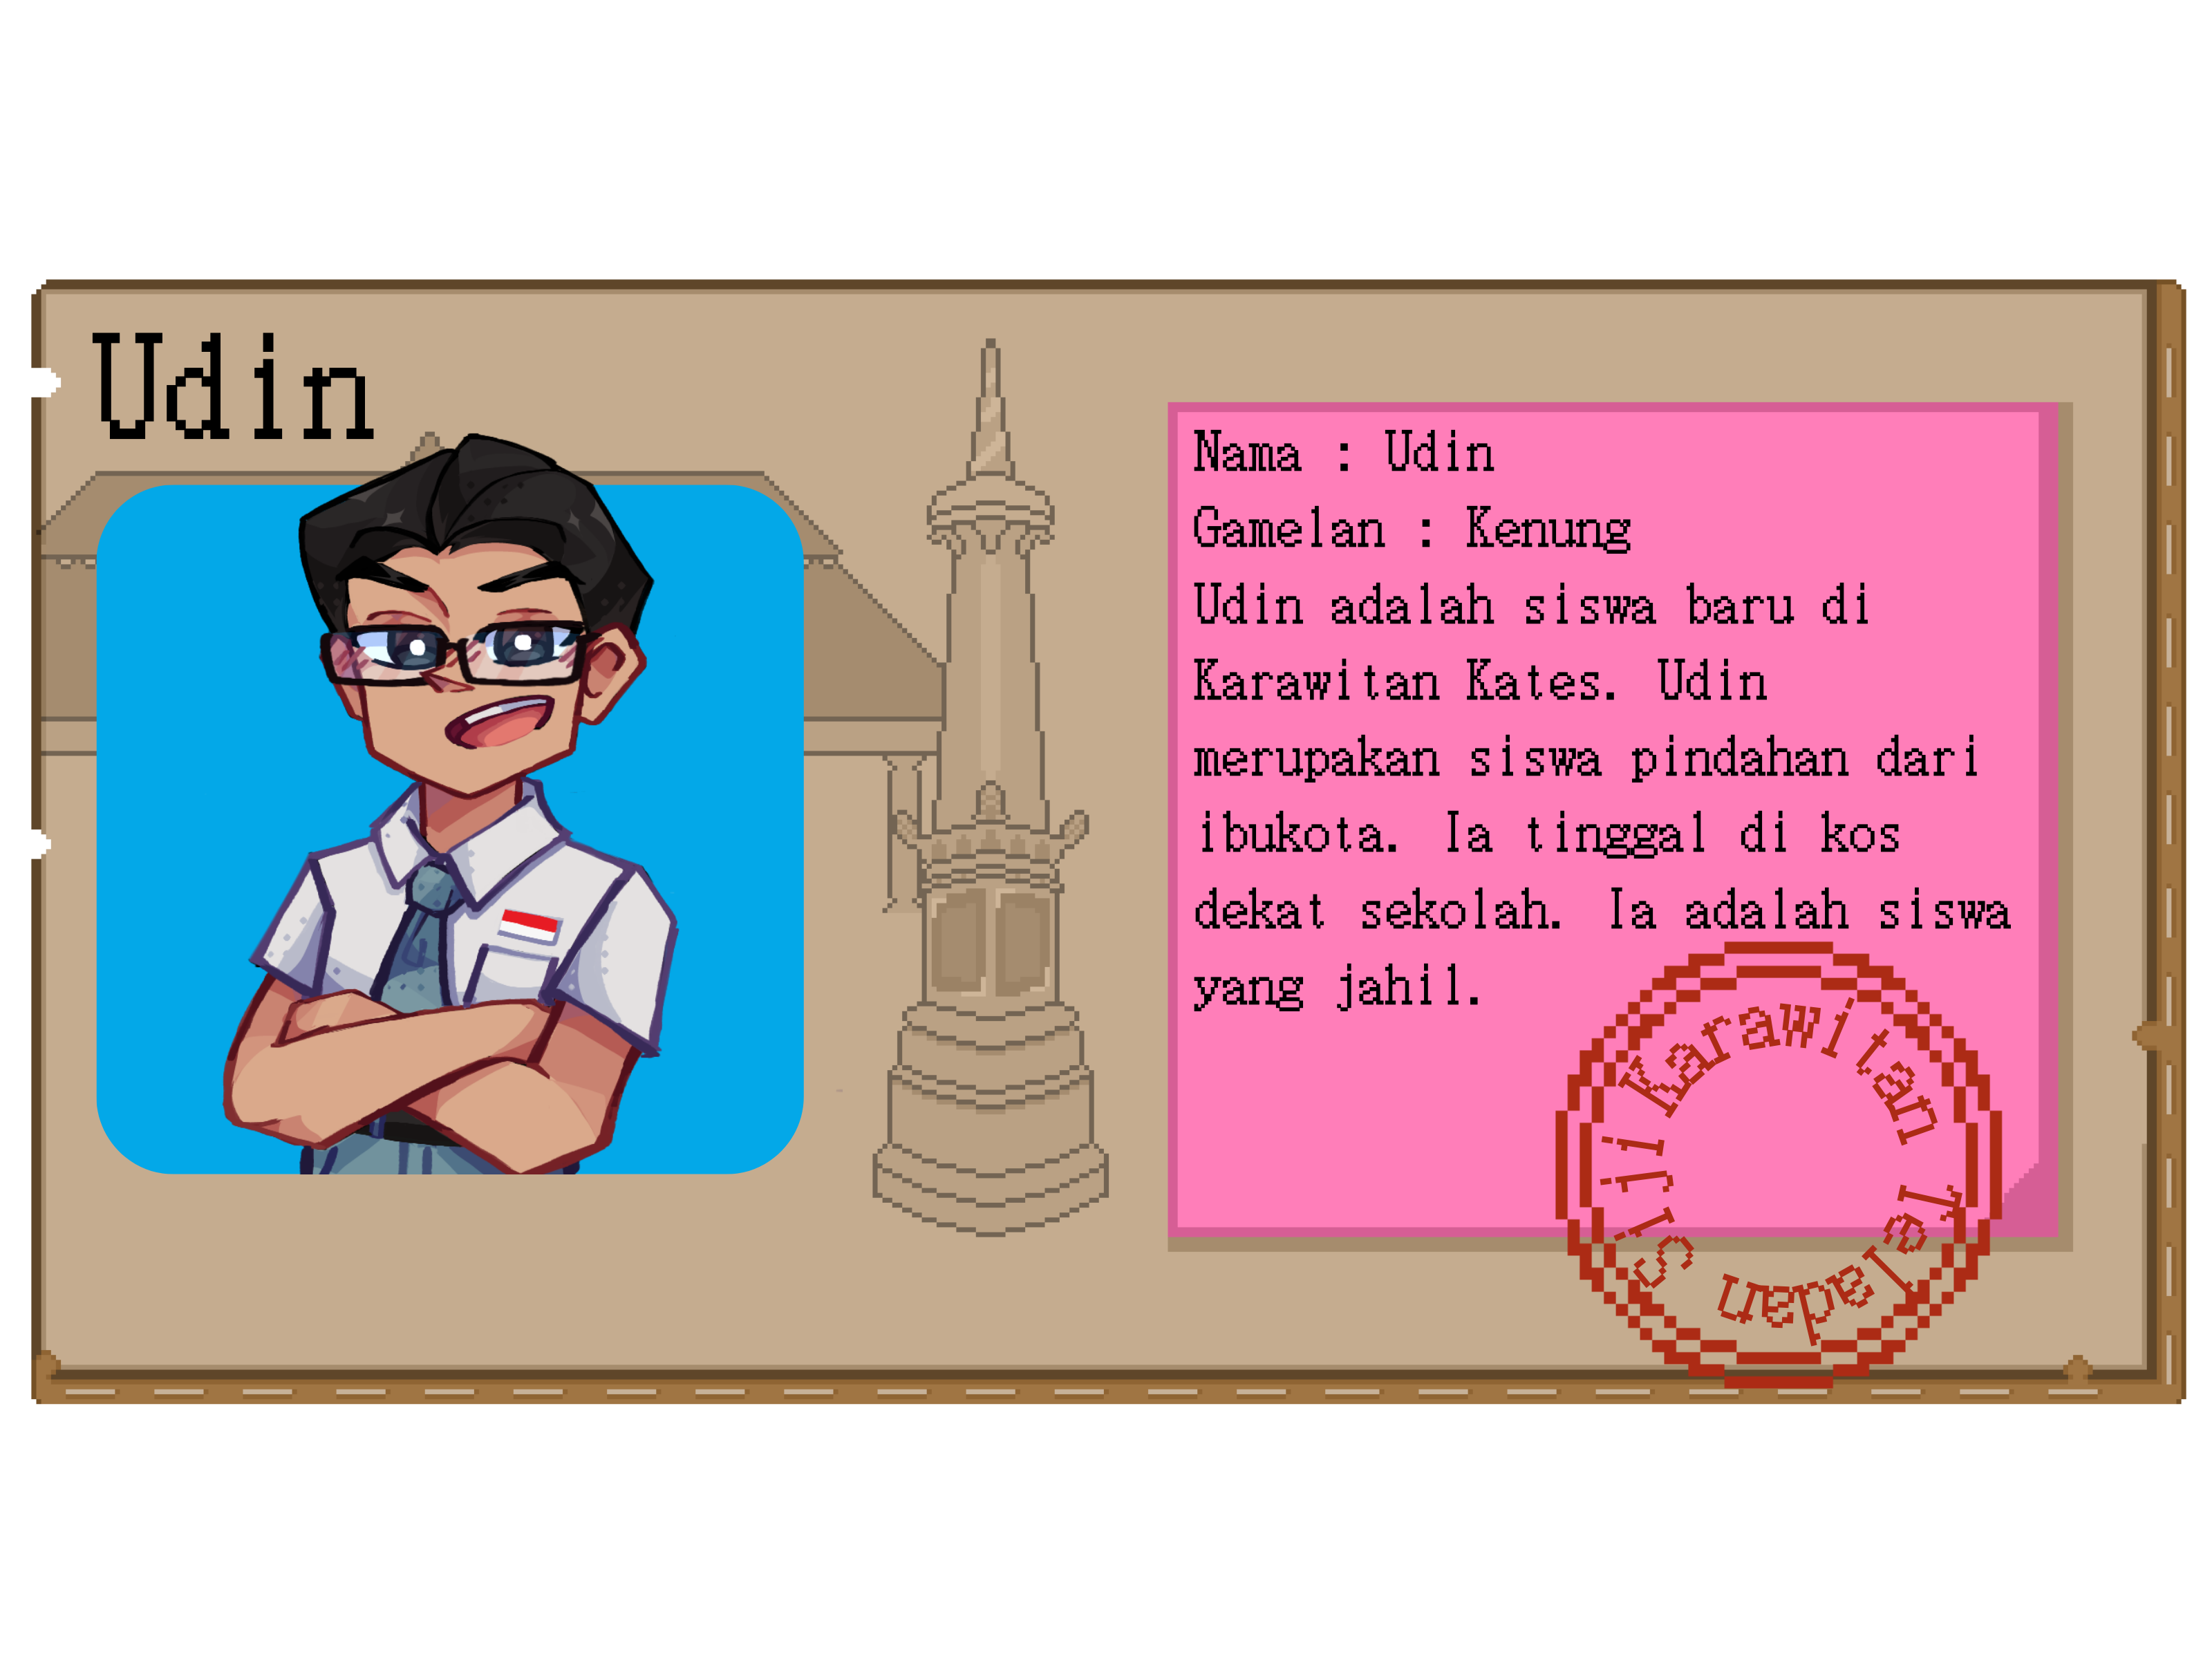 Udin
Nama : Udin
Gamelan : Kenung
Udin adalah siswa baru di
Karawitan Kates. Udin
merupakan siswa pindahan dari
ibukota. Ia tinggal di kos
dekat sekolah. Ia adalah siswa
yang jahil.
Karawitan Teladan Siji